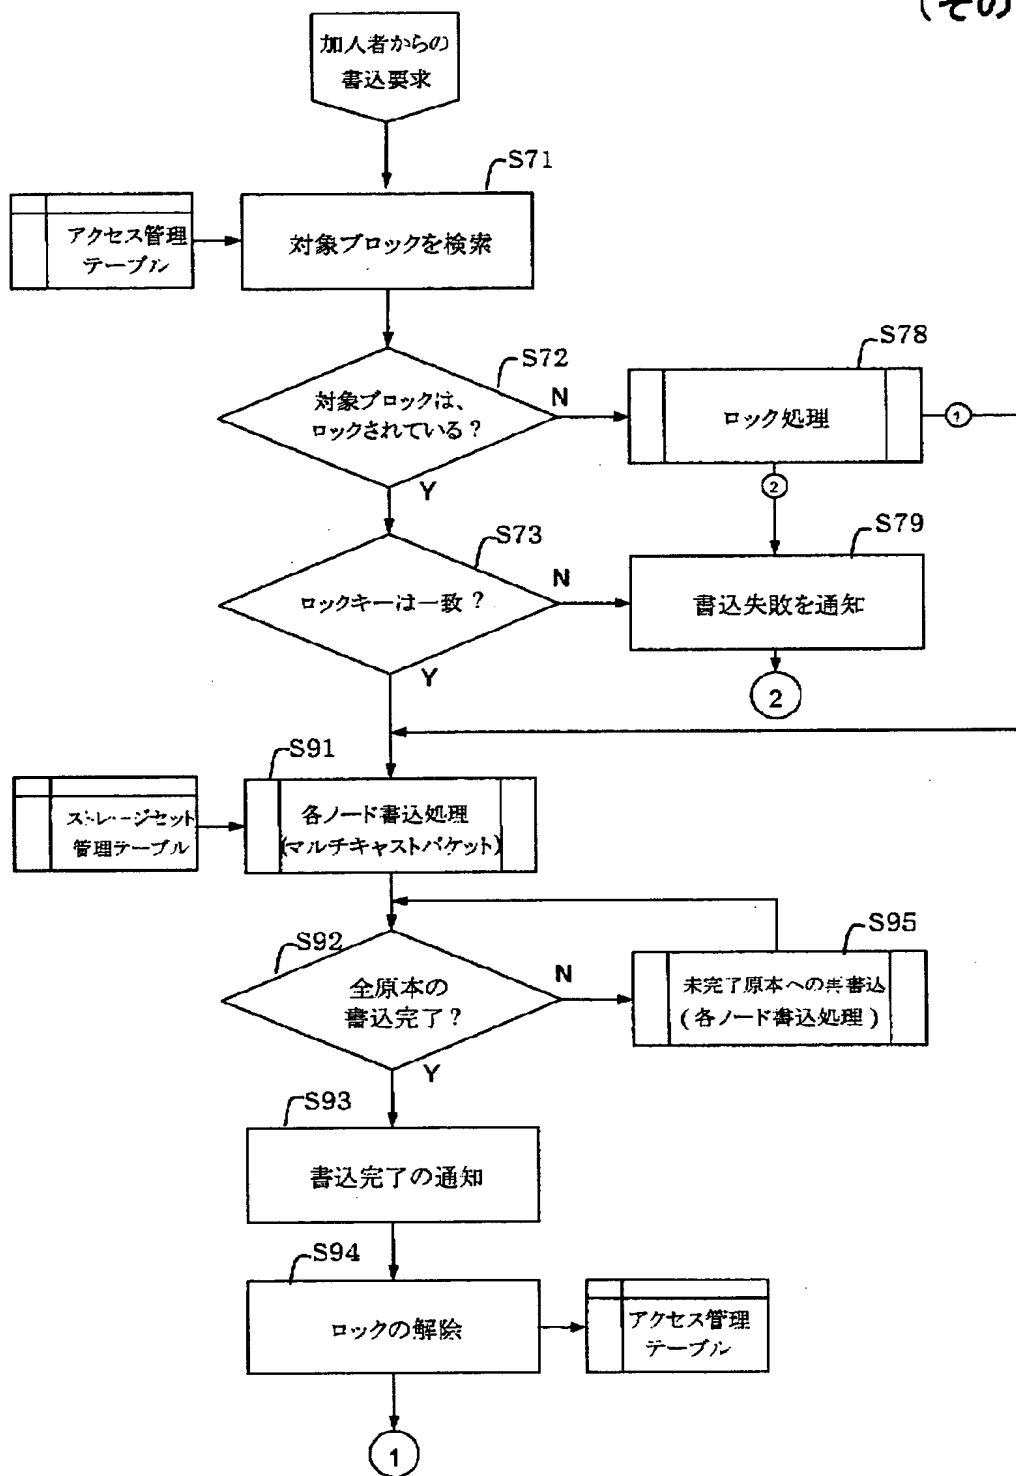 (その
加入者からの
書込要求
S71
アクセス管理
テーブル
対象ブロックを検索
S72
対象ブロックは、
ロックされている?
N
Y
S78
ロック処理
1
2
S73
ロックキーは一致?
N
Y
S79
書込失敗を通知
2
S91
ストレージセット
管理テーブル
各ノード書込処理
(マルチキャストパケット)
S92
全原本の
書込完了?
N
Y
S95
未完了原本への再書込
(各ノード書込処理)
S93
書込完了の通知
S94
ロックの解除
アクセス管理
テーブル
1